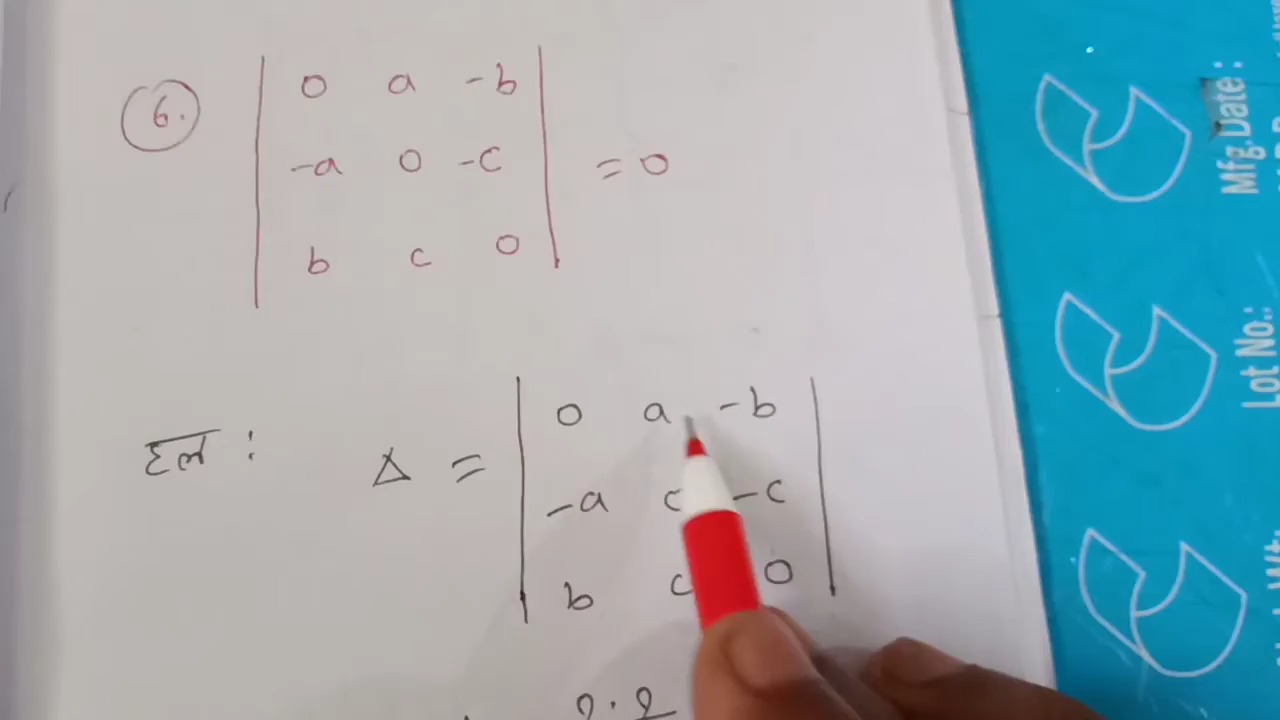 6.
0 a -b
-a 0 -c = 0
b c 0
हल : Δ =
0 a -b
-a -c
b c 0
Mfg.Date :
Lot No.: